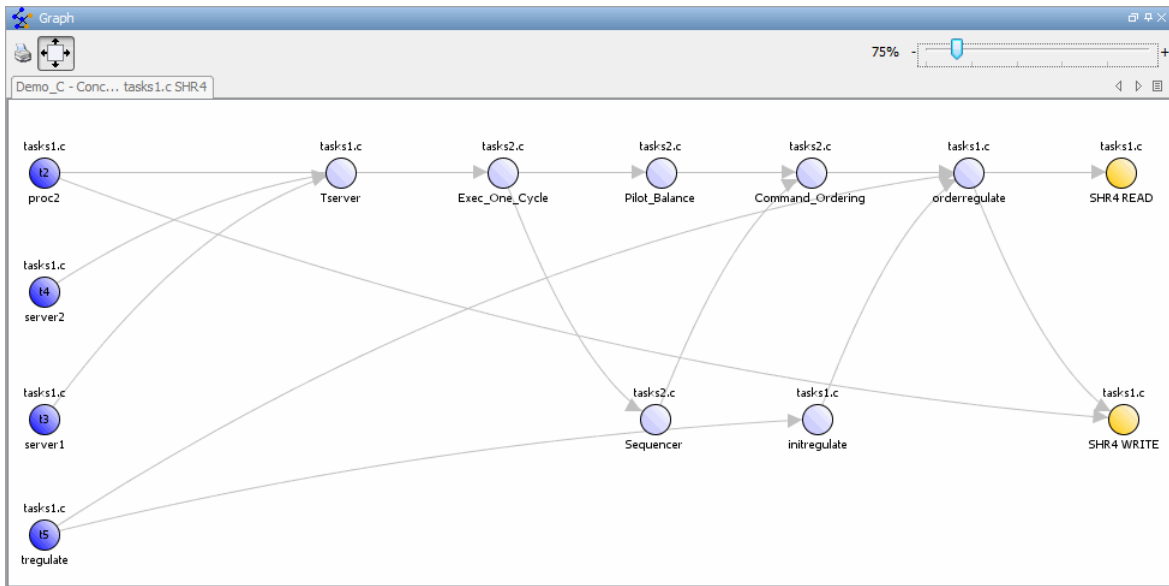 Graph
75% - +
Demo_C - Conc... tasks1.c SHR4
tasks1.c
t2
proc2
tasks1.c
Tserver
tasks2.c
Exec_One_Cycle
tasks2.c
Pilot_Balance
tasks2.c
Command_Ordering
tasks1.c
orderregulate
tasks1.c
SHR4 READ
tasks1.c
t4
server2
tasks1.c
t3
server1
tasks2.c
Sequencer
tasks1.c
initregulate
tasks1.c
SHR4 WRITE
tasks1.c
t5
tregulate